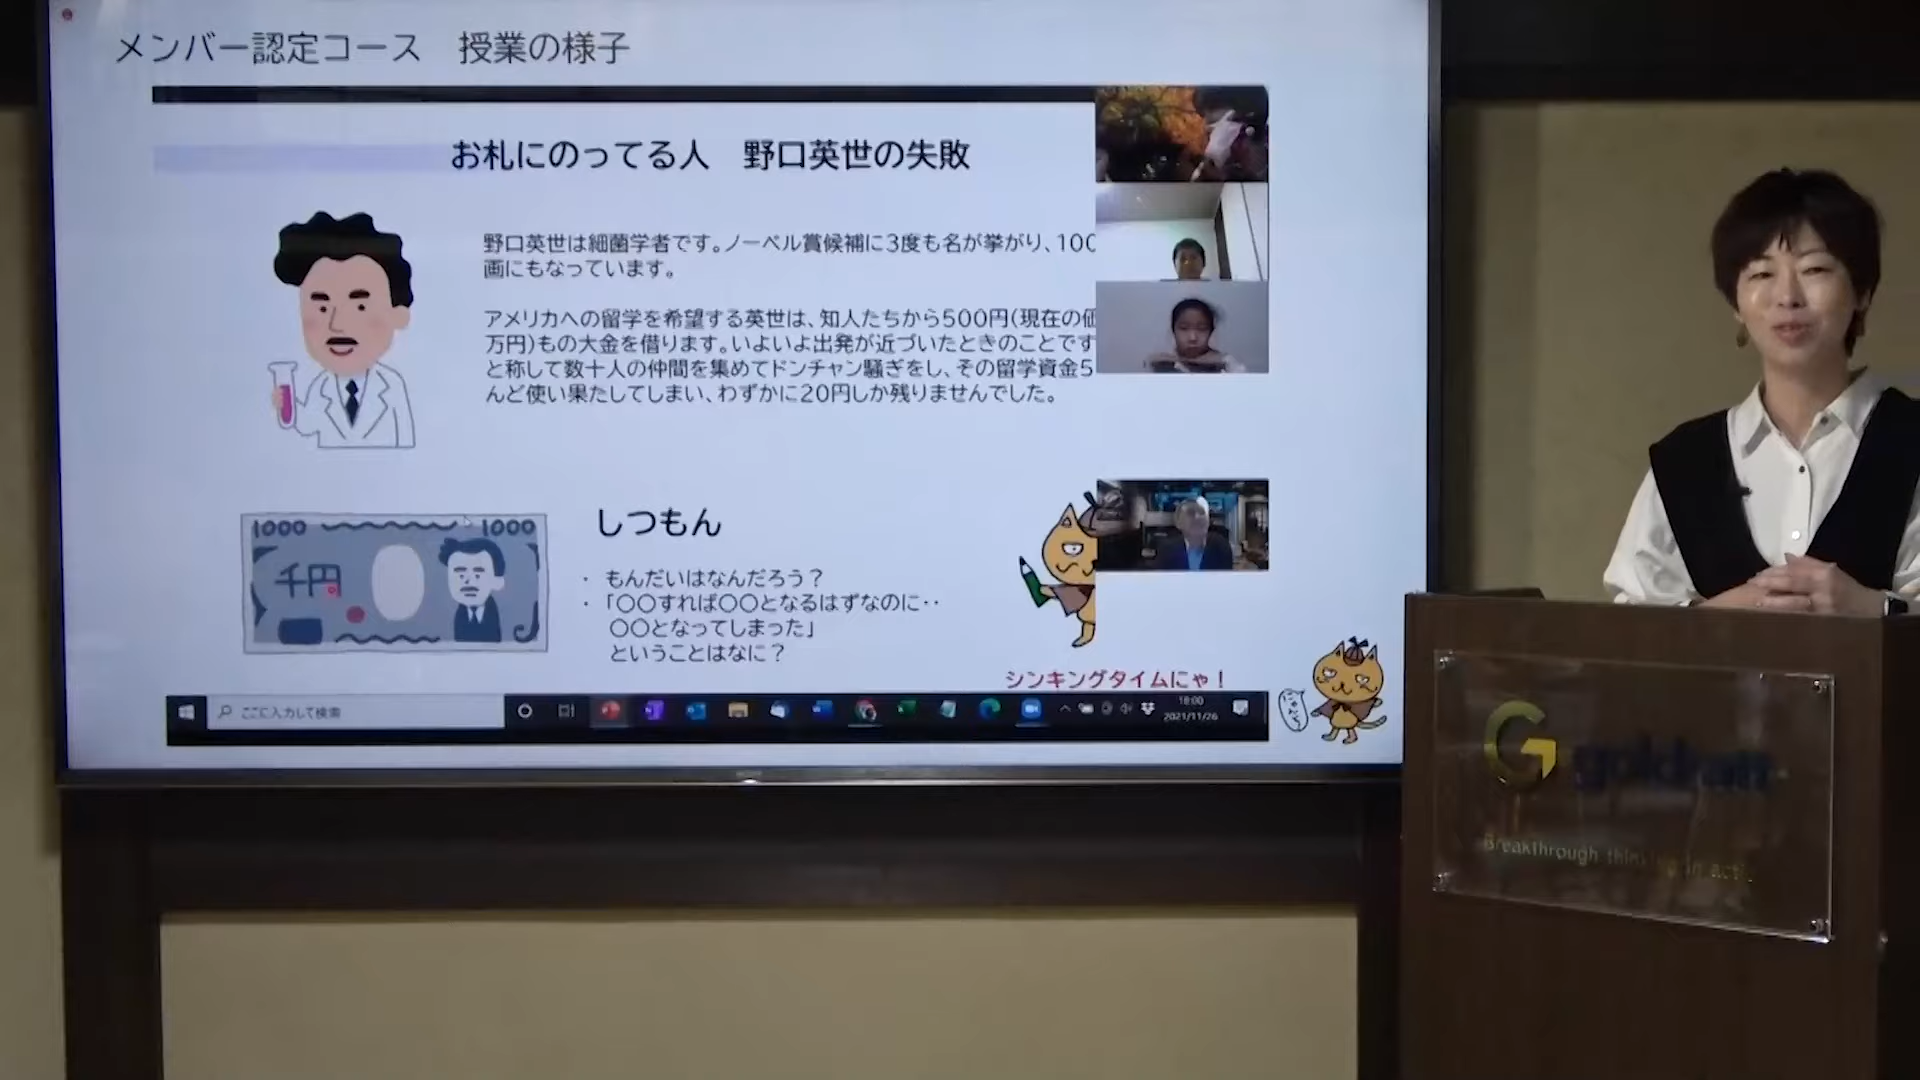 メンバー認定コース　授業の様子
お札にのってる人　野口英世の失敗
野口英世は細菌学者です。ノーベル賞候補に3度も名が挙がり、100
画にもなっています。
アメリカへの留学を希望する英世は、知人たちから500円(現在の価
万円)もの大金を借ります。いよいよ出発が近づいたときのことです
と称して数十人の仲間を集めてドンチャン騒ぎをし、その留学資金5
んど使い果たしてしまい、わずかに20円しか残りませんでした。
1000 1000
千円
しつもん
・ もんだいはなんだろう？
・ 「〇〇すれば〇〇となるはずなのに・・
〇〇となってしまった」
ということはなに？
シンキングタイムにゃ！
ここに入力して検索
18:00
2021/11/26
goldratt
Breakthrough thinking in acti